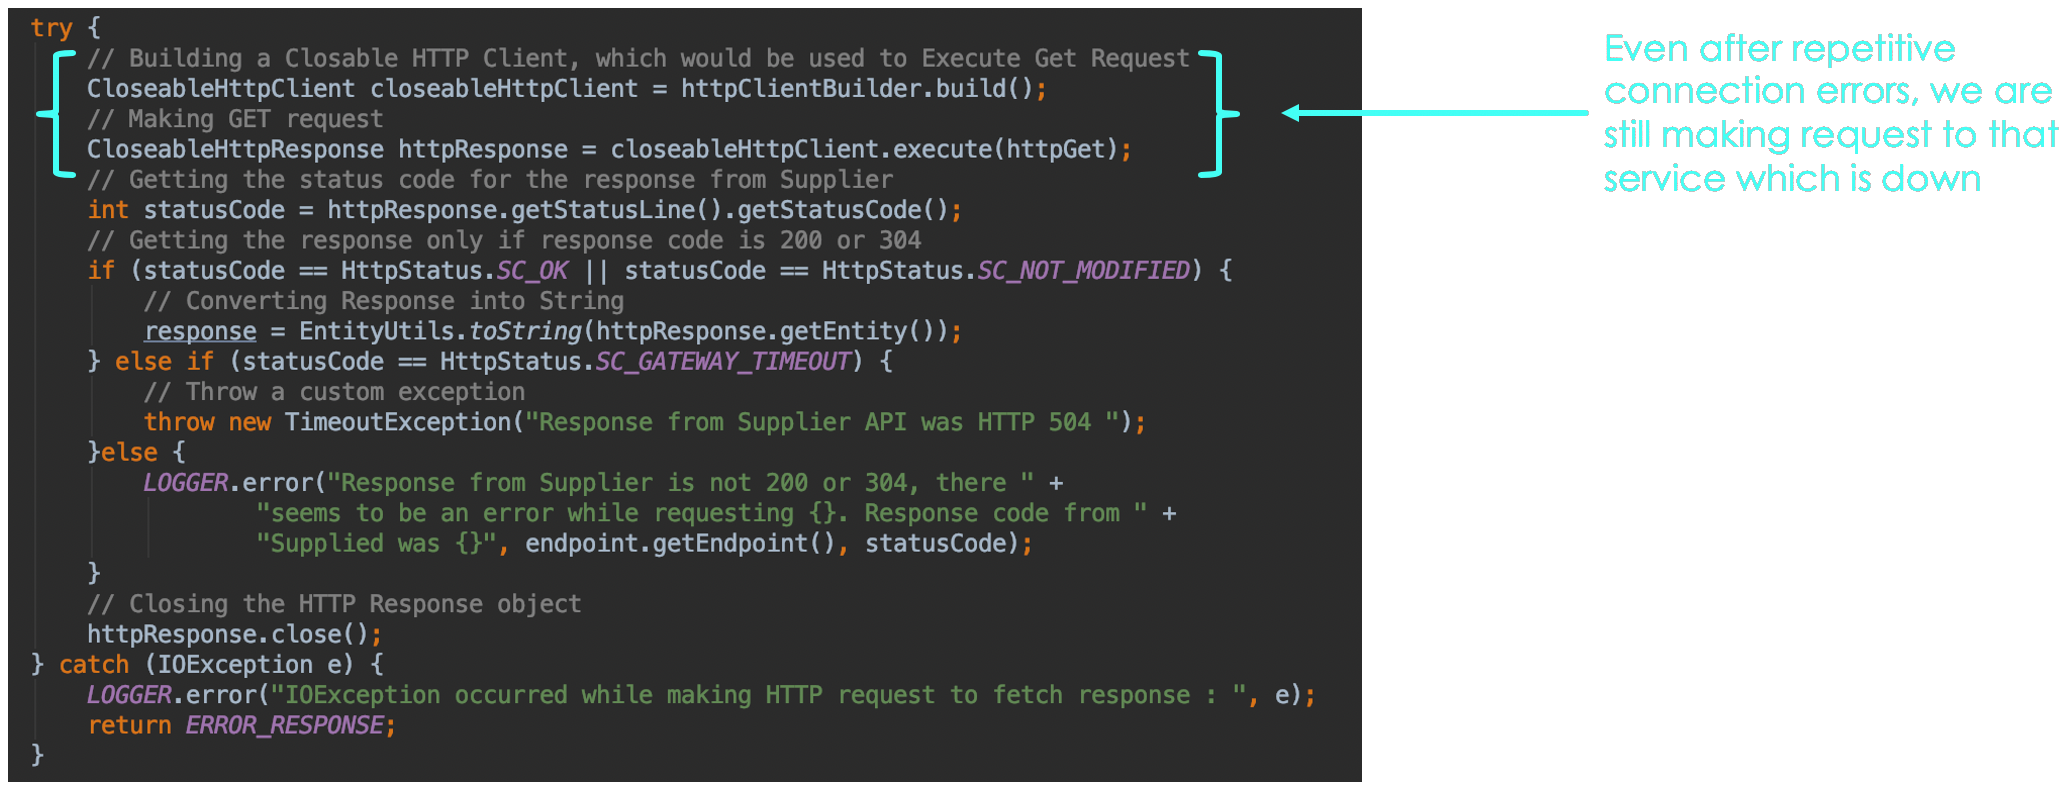 try {
// Building a Closable HTTP Client, which would be used to Execute Get Request
CloseableHttpClient closeableHttpClient = httpClientBuilder.build();
// Making GET request
CloseableHttpResponse httpResponse = closeableHttpClient.execute(httpGet);
// Getting the status code for the response from Supplier
int statusCode = httpResponse.getStatusLine().getStatusCode();
// Getting the response only if response code is 200 or 304
if (statusCode == HttpStatus.SC_OK || statusCode == HttpStatus.SC_NOT_MODIFIED) {
// Converting Response into String
response = EntityUtils.toString(httpResponse.getEntity());
} else if (statusCode == HttpStatus.SC_GATEWAY_TIMEOUT) {
// Throw a custom exception
throw new TimeoutException("Response from Supplier API was HTTP 504 ");
}else {
LOGGER.error("Response from Supplier is not 200 or 304, there " +
"seems to be an error while requesting {}. Response code from " +
"Supplied was {}", endpoint.getEndpoint(), statusCode);
}
// Closing the HTTP Response object
httpResponse.close();
} catch (IOException e) {
LOGGER.error("IOException occurred while making HTTP request to fetch response : ", e);
return ERROR_RESPONSE;
}
Even after repetitive
connection errors, we are
still making request to that
service which is down